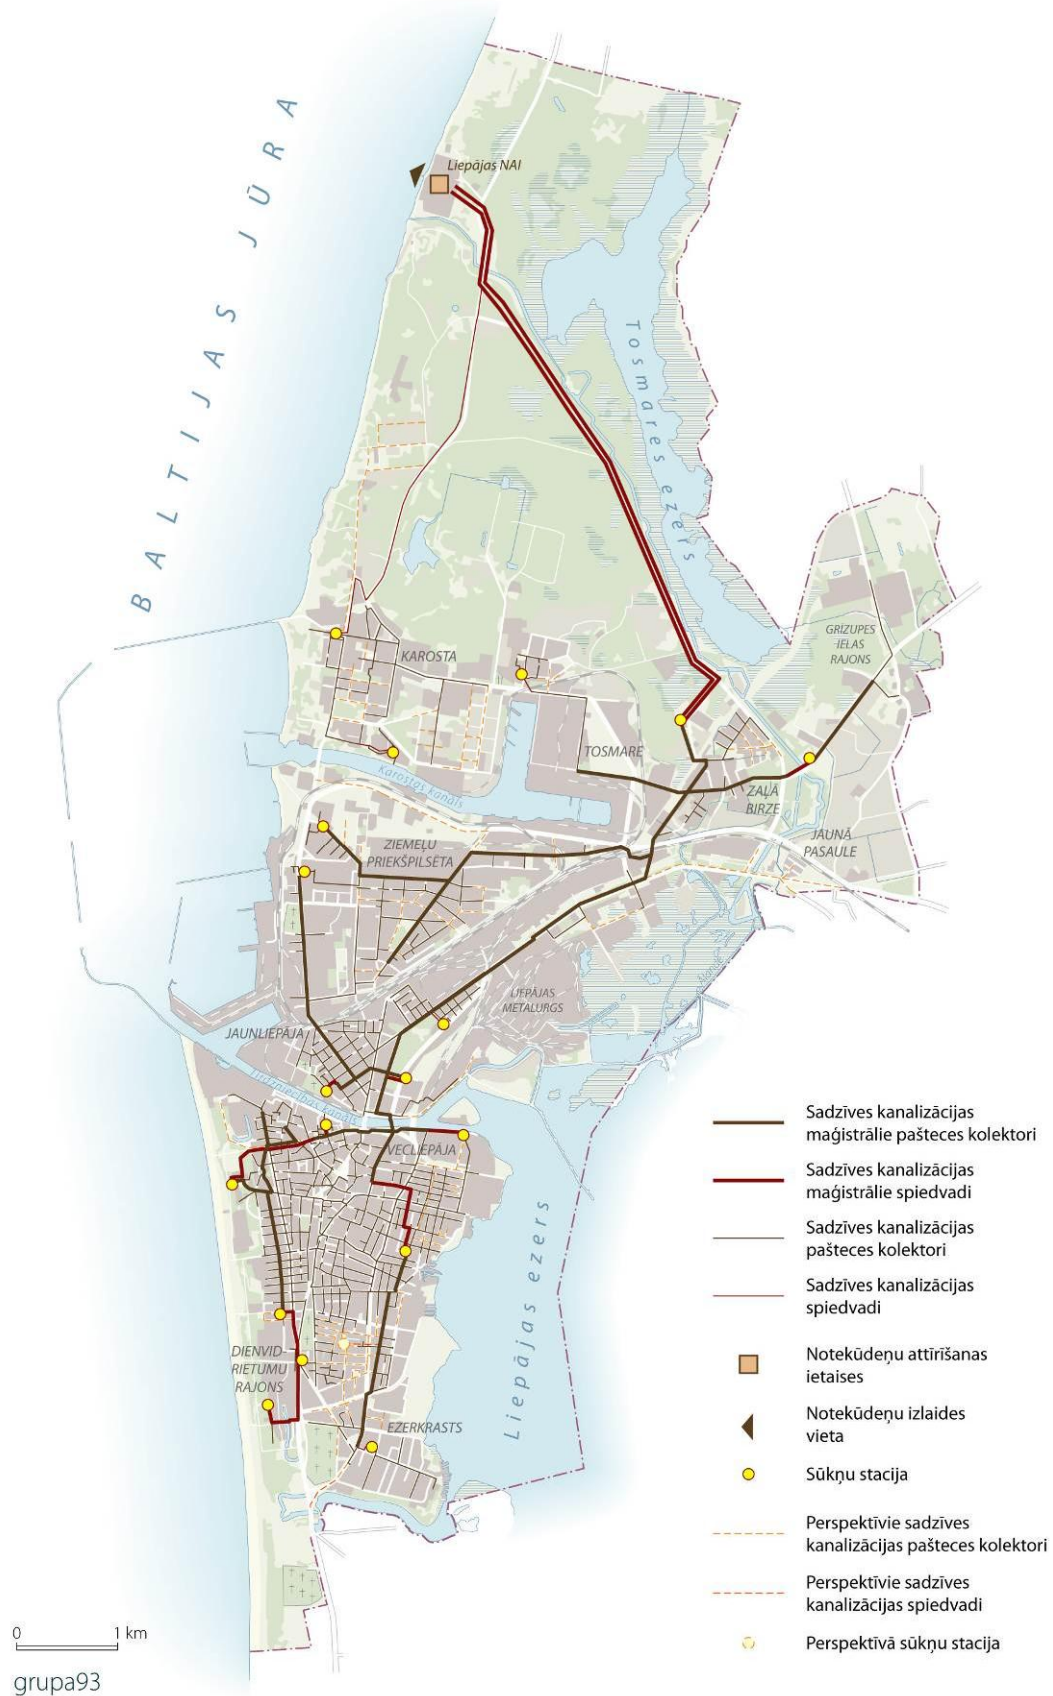 BALTIJAS JŪRA
Liepājas NAI
Tosmares ezers
GRĪZUPES
IELAS
RAJONS
KAROSTA
TOSMARE
Karostas kanāls
ZAĻĀ
BIRZE
JAUNĀ
PASAULE
ZIEMEĻU
PRIEKŠPILSĒTA
LIEPĀJAS
METALURGS
JAUNLIEPĀJA
Tirdzniecības kanāls
VECLIEPĀJA
Liepājas ezers
DIENVID-
RIETUMU
RAJONS
EZERKRASTS
Sadzīves kanalizācijas
maģistrālie pašteces kolektori
Sadzīves kanalizācijas
maģistrālie spiedvadi
Sadzīves kanalizācijas
pašteces kolektori
Sadzīves kanalizācijas
spiedvadi
Notekūdeņu attīrīšanas
ietaises
Notekūdeņu izlaides
vieta
Sūkņu stacija
Perspektīvie sadzīves
kanalizācijas pašteces kolektori
Perspektīvie sadzīves
kanalizācijas spiedvadi
Perspektīvā sūkņu stacija
0 1 km
grupa93